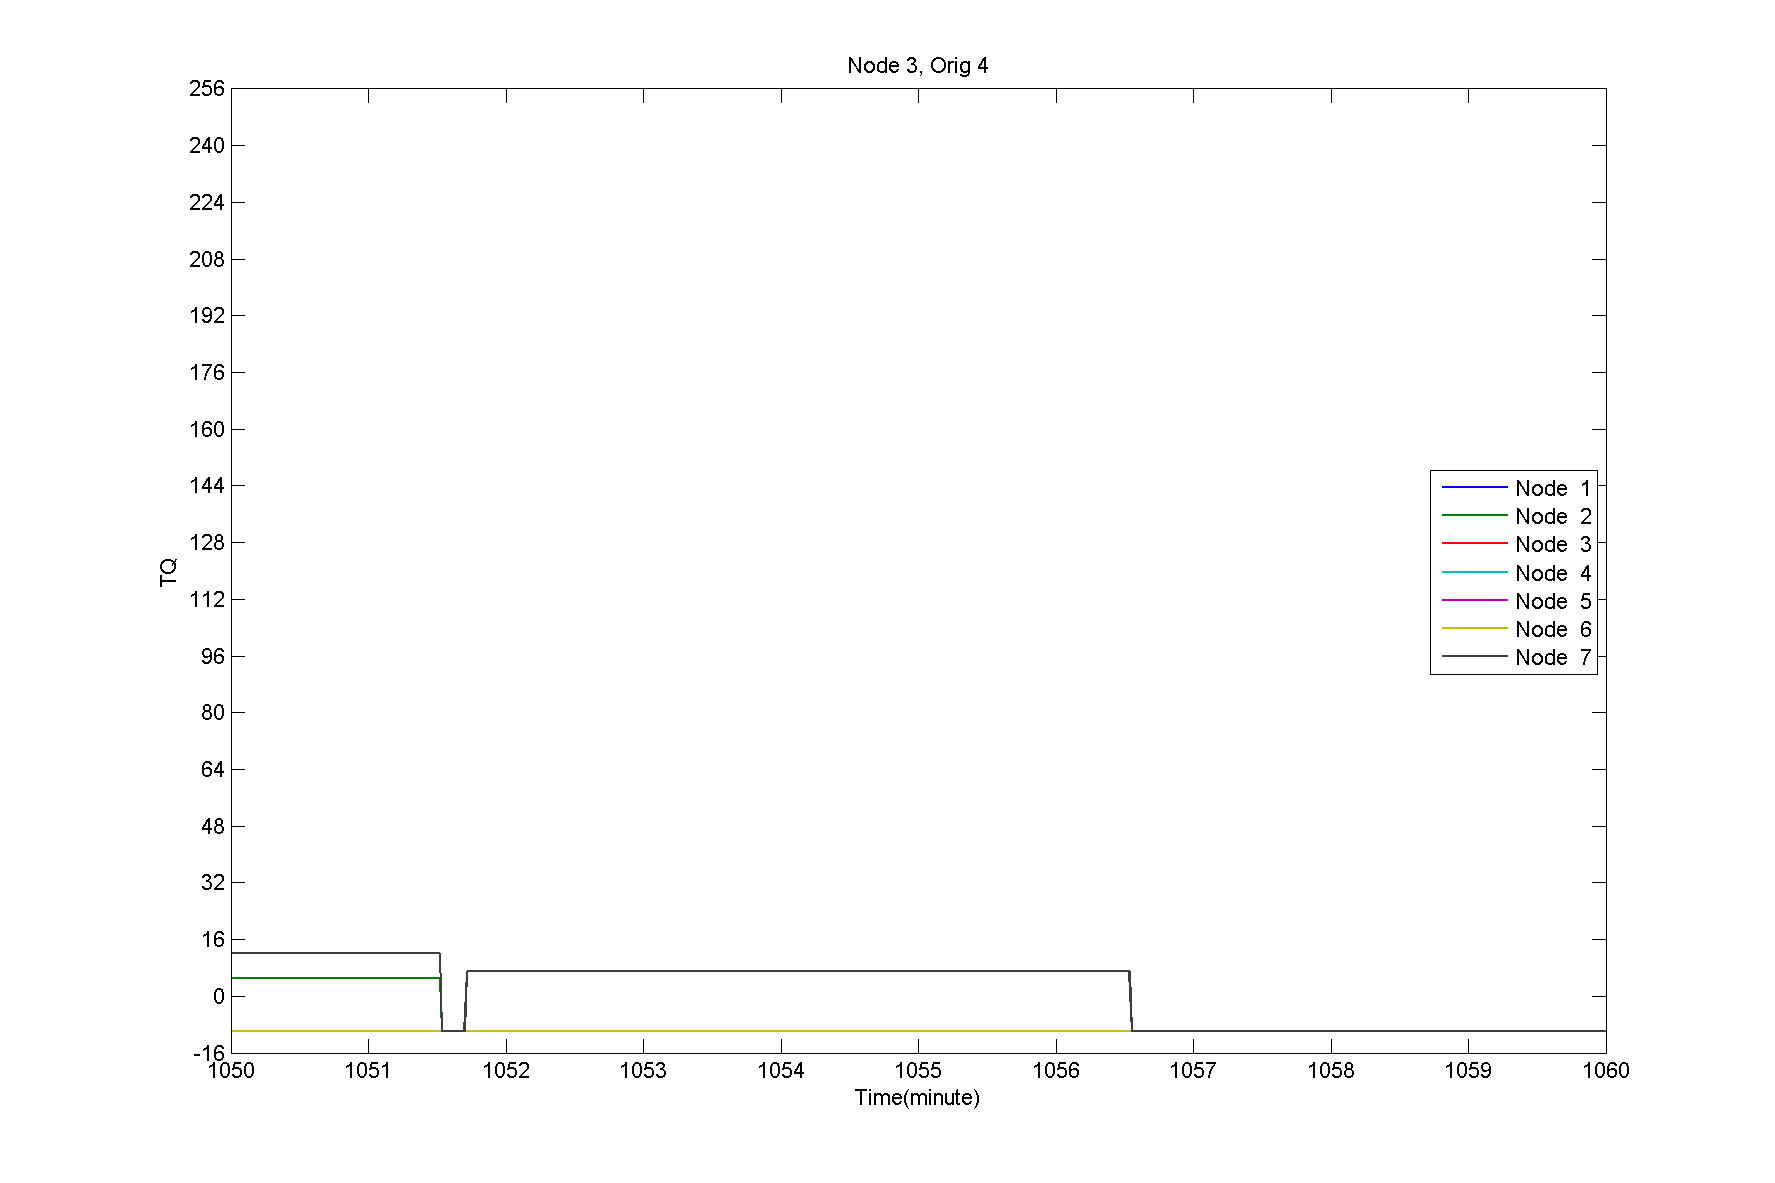 Node 3, Orig 4
256
240
224
208
192
176
160
144
128
112
96
80
64
48
32
16
0
-16
TQ
Node 1
Node 2
Node 3
Node 4
Node 5
Node 6
Node 7
1050 1051 1052 1053 1054 1055 1056 1057 1058 1059 1060
Time(minute)